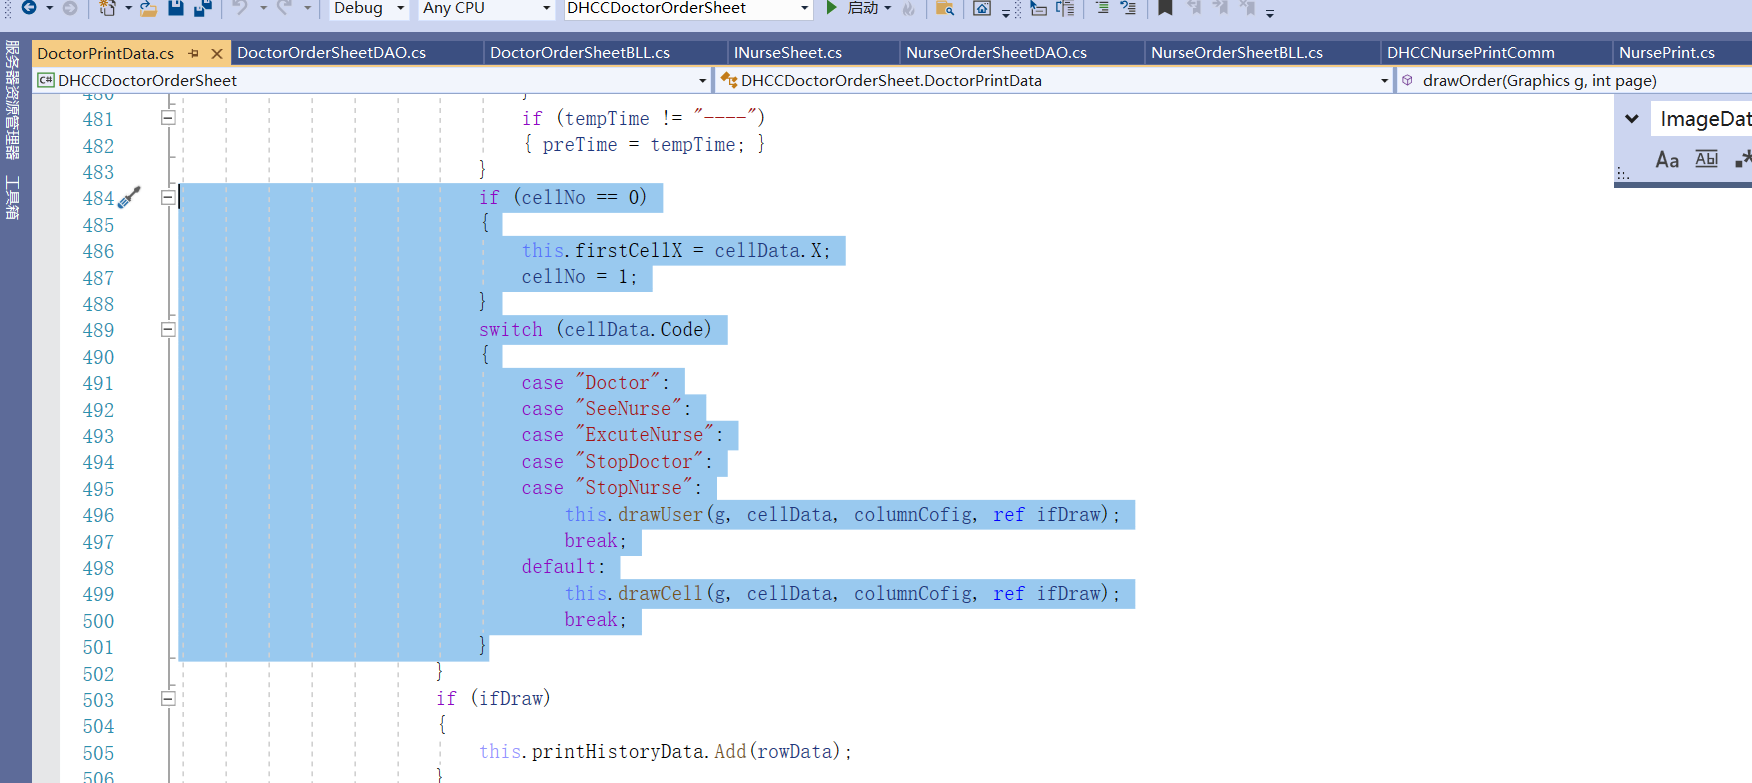 Debug Any CPU DHCCDoctorOrderSheet 启动
服务器资源管理器
工具箱
DoctorPrintData.cs DoctorOrderSheetDAO.cs DoctorOrderSheetBLL.cs INurseSheet.cs NurseOrderSheetDAO.cs NurseOrderSheetBLL.cs DHCCNursePrintComm NursePrint.cs
C# DHCCDoctorOrderSheet DHCCDoctorOrderSheet.DoctorPrintData drawOrder(Graphics g, int page)
ImageDat
Aa Abl .*
480 }
481 if (tempTime != "----")
482 { preTime = tempTime; }
483 }
484 if (cellNo == 0)
485 {
486 this.firstCellX = cellData.X;
487 cellNo = 1;
488 }
489 switch (cellData.Code)
490 {
491 case "Doctor":
492 case "SeeNurse":
493 case "ExcuteNurse":
494 case "StopDoctor":
495 case "StopNurse":
496 this.drawUser(g, cellData, columnCofig, ref ifDraw);
497 break;
498 default:
499 this.drawCell(g, cellData, columnCofig, ref ifDraw);
500 break;
501 }
502 }
503 if (ifDraw)
504 {
505 this.printHistoryData.Add(rowData);
506 }